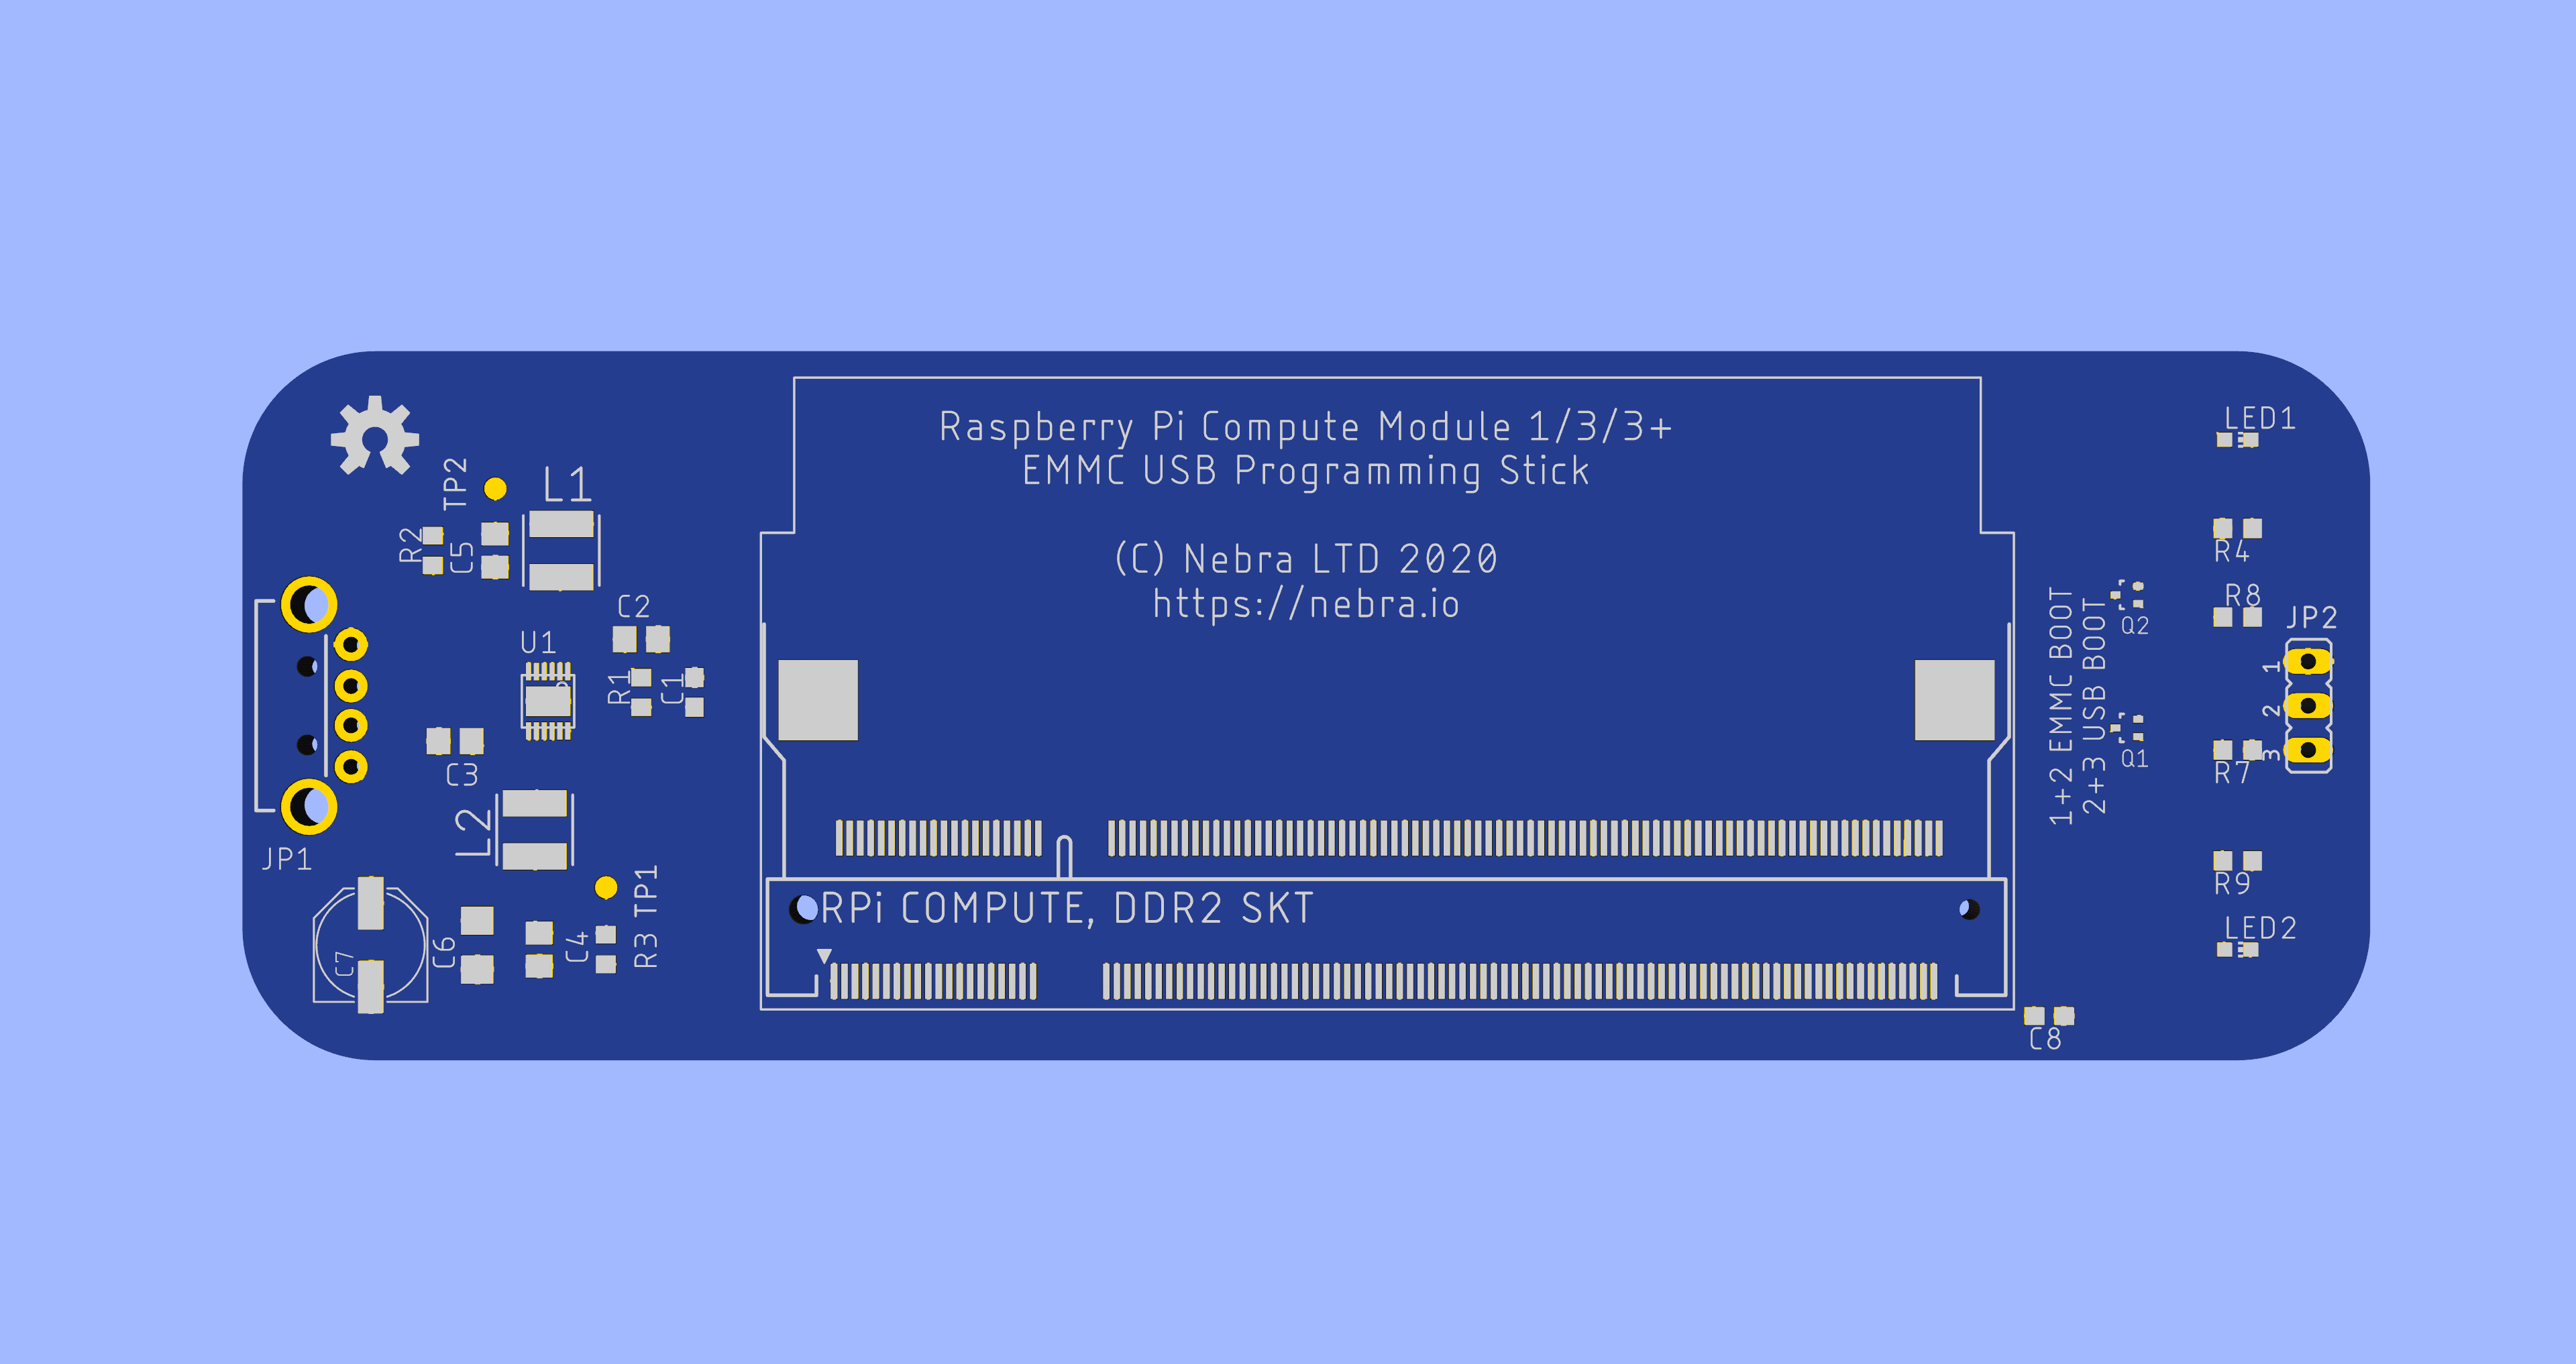 Raspberry Pi Compute Module 1/3/3+
EMMC USB Programming Stick
(C) Nebra LTD 2020
https://nebra.io
RPi COMPUTE, DDR2 SKT
TP2
L1
R2
C5
C2
U1
R1
C1
C3
L2
JP1
TP1
C7
C6
C4
R3
1+2 EMMC BOOT
2+3 USB BOOT
LED1
R4
R8
Q2
JP2
1
2
3
Q1
R7
R9
LED2
C8